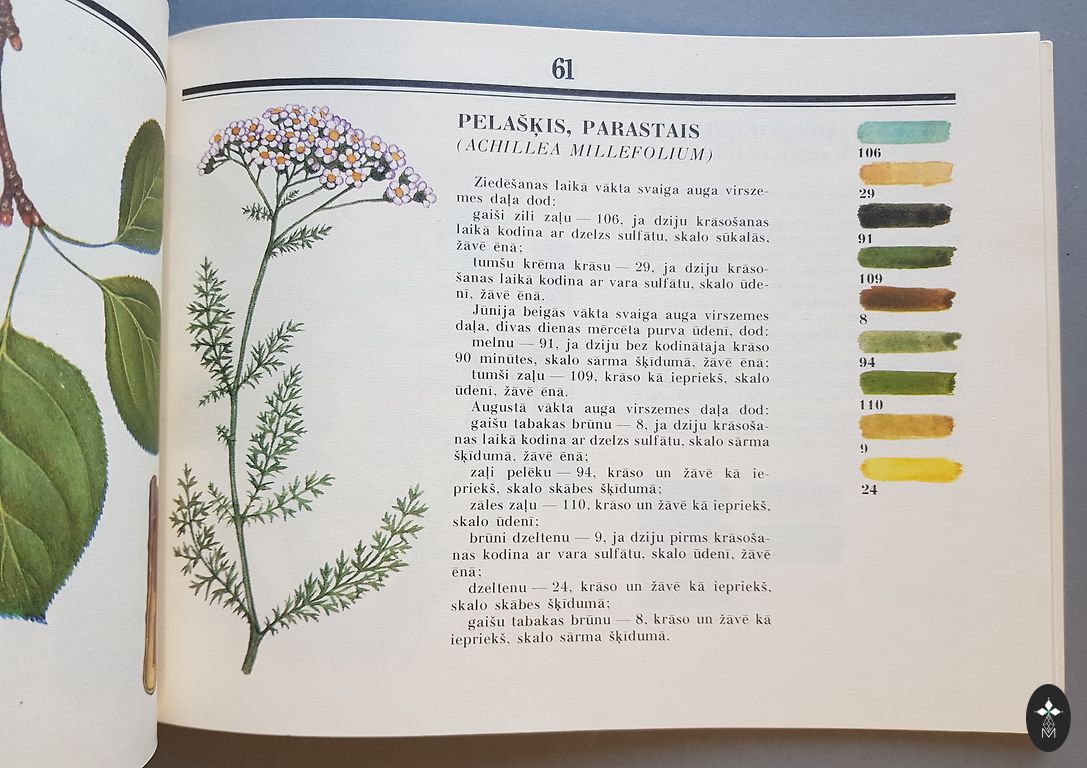 61
PELAŠĶIS, PARASTAIS
(ACHILLEA MILLEFOLIUM)
Ziedēšanas laikā vākta svaiga auga virsze-
mes daļa dod:
gaiši zili zaļu — 106, ja dziju krāsošanas
laikā kodina ar dzelzs sulfātu, skalo sūkalās,
žāvē ēnā;
tumšu krēma krāsu — 29, ja dziju krāso-
šanas laikā kodina ar vara sulfātu, skalo ūde-
nī, žāvē ēnā.
Jūnija beigās vākta svaiga auga virszemes
daļa, divas dienas mērcēta purva ūdenī, dod:
melnu — 91, ja dziju bez kodinātāja krāso
90 minūtes, skalo sārma šķīdumā, žāvē ēnā;
tumši zaļu — 109, krāso kā iepriekš, skalo
ūdenī, žāvē ēnā.
Augustā vākta auga virszemes daļa dod:
gaišu tabakas brūnu — 8, ja dziju krāsoša-
nas laikā kodina ar dzelzs sulfātu, skalo sārma
šķīdumā, žāvē ēnā;
zaļi pelēku — 94, krāso un žāvē kā ie-
priekš, skalo skābes šķīdumā;
zāles zaļu — 110, krāso un žāvē kā iepriekš,
skalo ūdenī;
brūni dzeltenu — 9, ja dziju pirms krāsoša-
nas kodina ar vara sulfātu, skalo ūdenī, žāvē
ēnā;
dzeltenu — 24, krāso un žāvē kā iepriekš,
skalo skābes šķīdumā;
gaišu tabakas brūnu — 8, krāso un žāvē kā
iepriekš, skalo sārma šķīdumā.
106
29
91
109
8
94
110
9
24
M